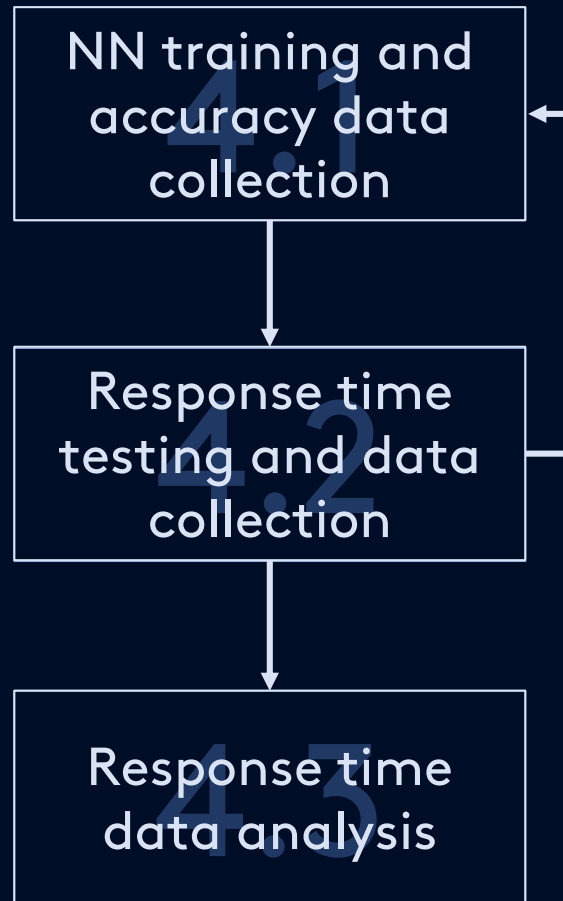 4.1
NN training and
accuracy data
collection
4.2
Response time
testing and data
collection
4.3
Response time
data analysis